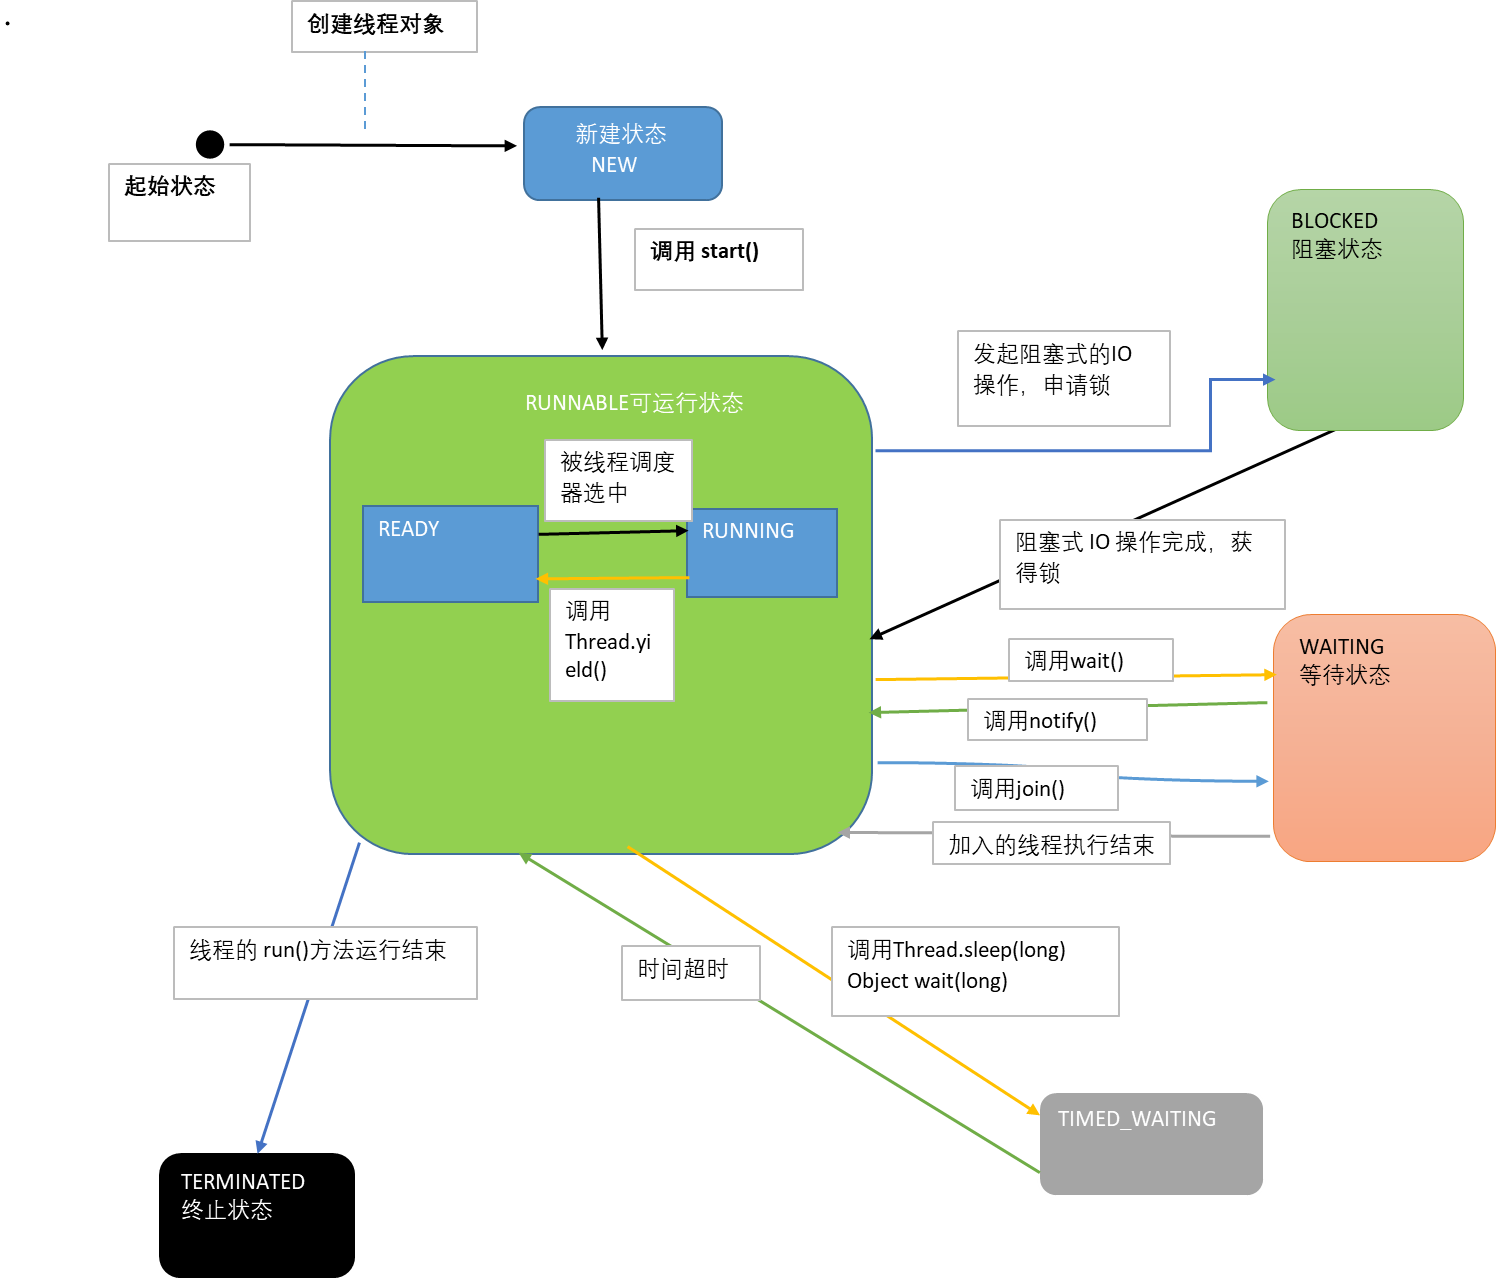 创建线程对象
新建状态
NEW
起始状态
调用 start()
BLOCKED
阻塞状态
发起阻塞式的IO
操作，申请锁
RUNNABLE可运行状态
被线程调度
器选中
READY
RUNNING
调用
Thread.yi
eld()
阻塞式 IO 操作完成，获
得锁
WAITING
等待状态
调用wait()
调用notify()
调用join()
加入的线程执行结束
线程的 run()方法运行结束
时间超时
调用Thread.sleep(long)
Object wait(long)
TIMED_WAITING
TERMINATED
终止状态